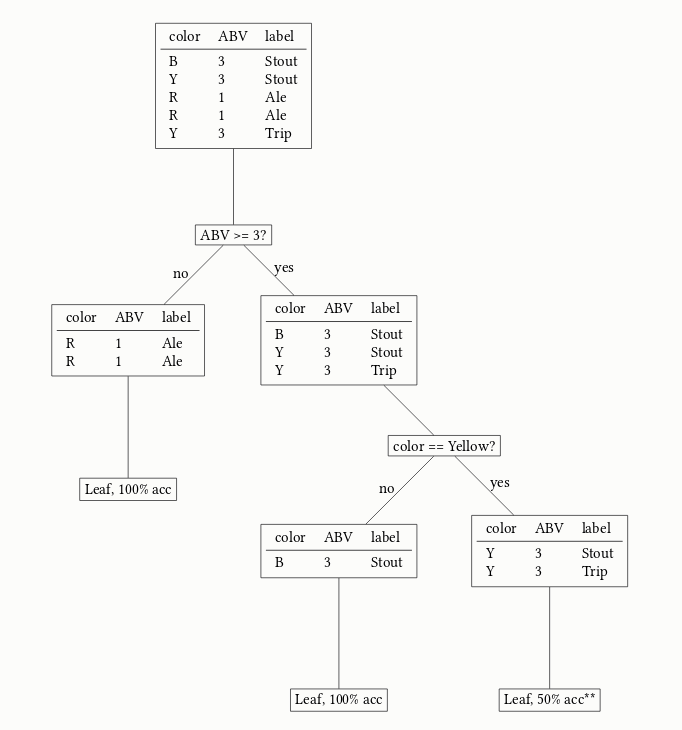 color ABV label
B 3 Stout
Y 3 Stout
R 1 Ale
R 1 Ale
Y 3 Trip
ABV >= 3?
no
yes
color ABV label
R 1 Ale
R 1 Ale
color ABV label
B 3 Stout
Y 3 Stout
Y 3 Trip
color == Yellow?
Leaf, 100% acc
no
yes
color ABV label
B 3 Stout
color ABV label
Y 3 Stout
Y 3 Trip
Leaf, 100% acc
Leaf, 50% acc**